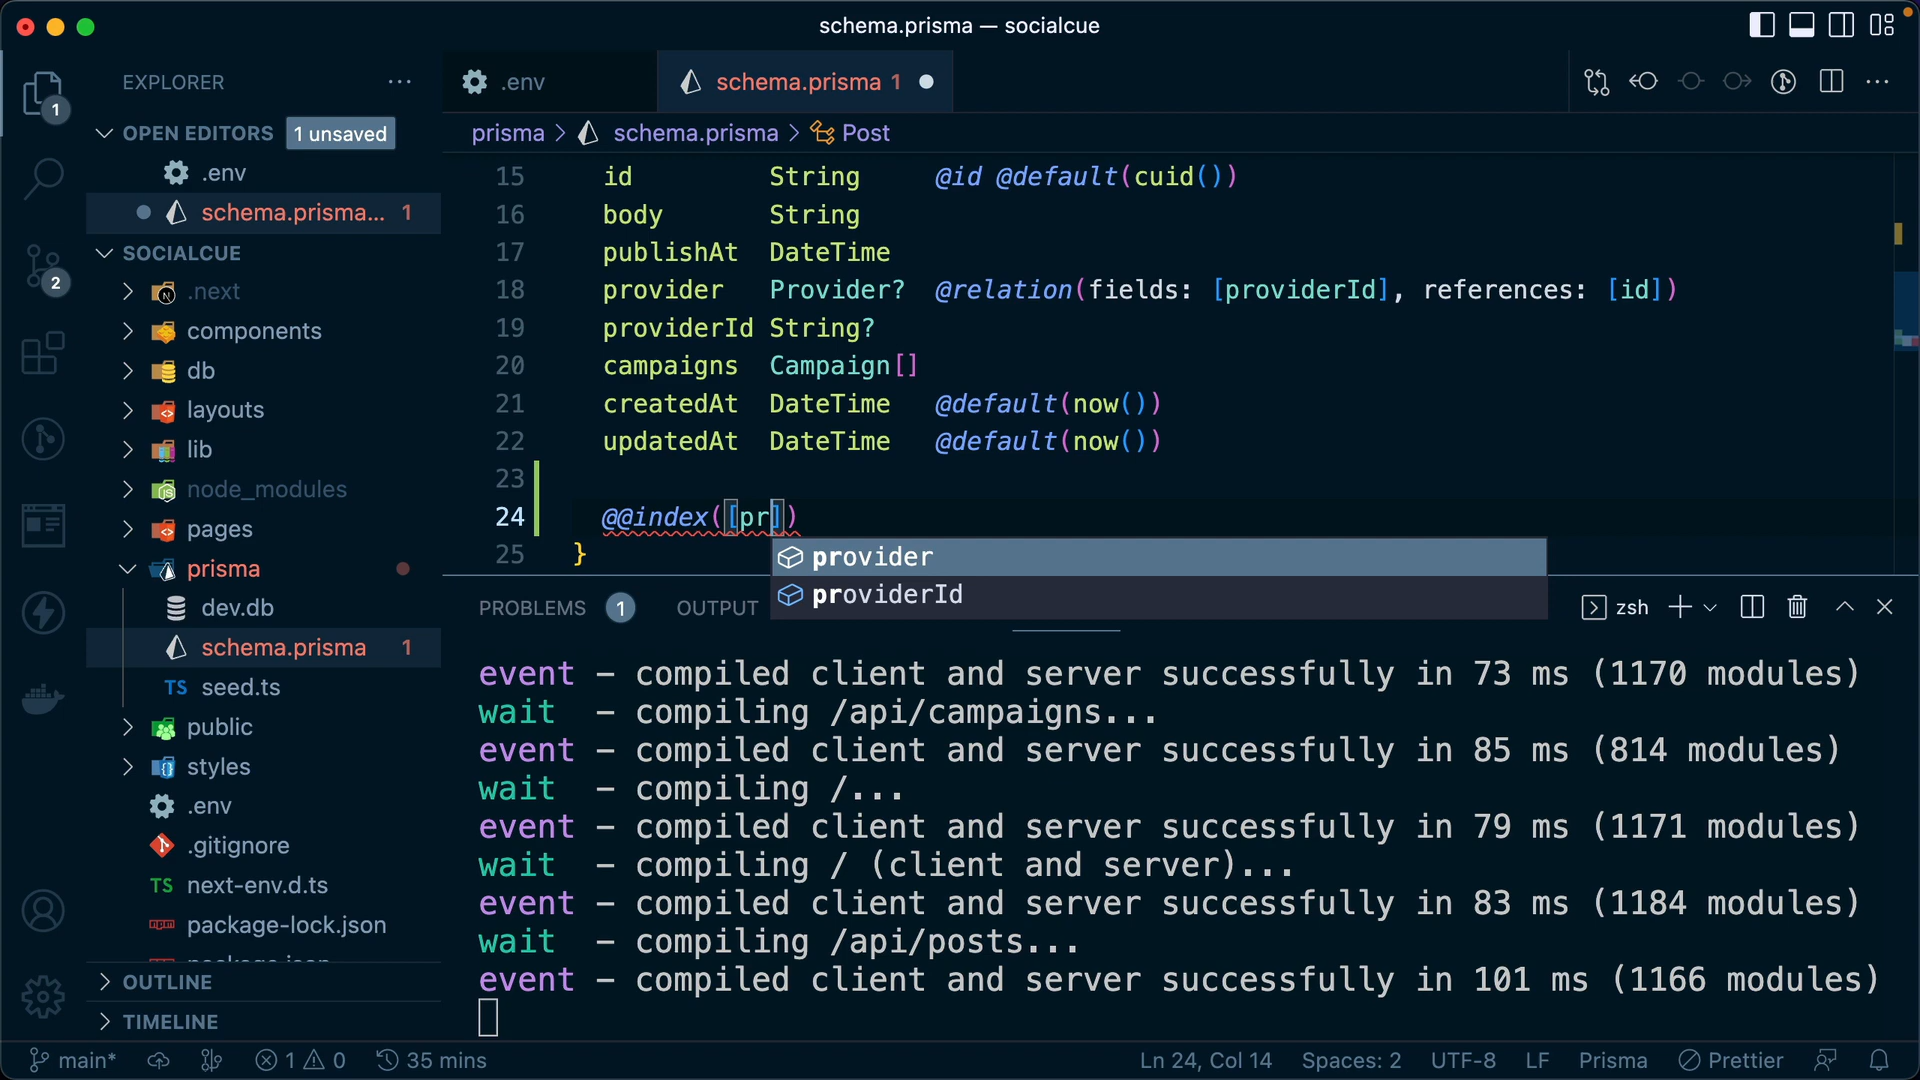 schema.prisma — socialcue
EXPLORER
.env
schema.prisma 1
1
OPEN EDITORS 1 unsaved
prisma > schema.prisma > Post
.env
schema.prisma... 1
SOCIALCUE
2
.next
components
db
layouts
lib
node_modules
pages
prisma
dev.db
schema.prisma 1
TS seed.ts
public
styles
.env
.gitignore
TS next-env.d.ts
package-lock.json
OUTLINE
TIMELINE
15 id String @id @default(cuid())
16 body String
17 publishAt DateTime
18 provider Provider? @relation(fields: [providerId], references: [id])
19 providerId String?
20 campaigns Campaign[]
21 createdAt DateTime @default(now())
22 updatedAt DateTime @default(now())
23
24 @@index([pr])
25 }
provider
providerId
PROBLEMS 1 OUTPUT
zsh
event - compiled client and server successfully in 73 ms (1170 modules)
wait - compiling /api/campaigns...
event - compiled client and server successfully in 85 ms (814 modules)
wait - compiling /...
event - compiled client and server successfully in 79 ms (1171 modules)
wait - compiling / (client and server)...
event - compiled client and server successfully in 83 ms (1184 modules)
wait - compiling /api/posts...
event - compiled client and server successfully in 101 ms (1166 modules)
main* 1 0 35 mins
Ln 24, Col 14 Spaces: 2 UTF-8 LF Prisma Prettier